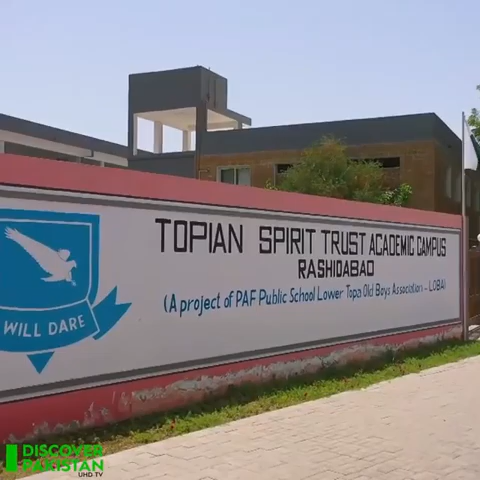 TOPIAN SPIRIT TRUST ACADEMIC CAMPUS
RASHIDABAD
(A project of PAF Public School Lower Topa Old Boys Association - LOBA)
WILL DARE
DISCOVER
PAKISTAN
UHD TV